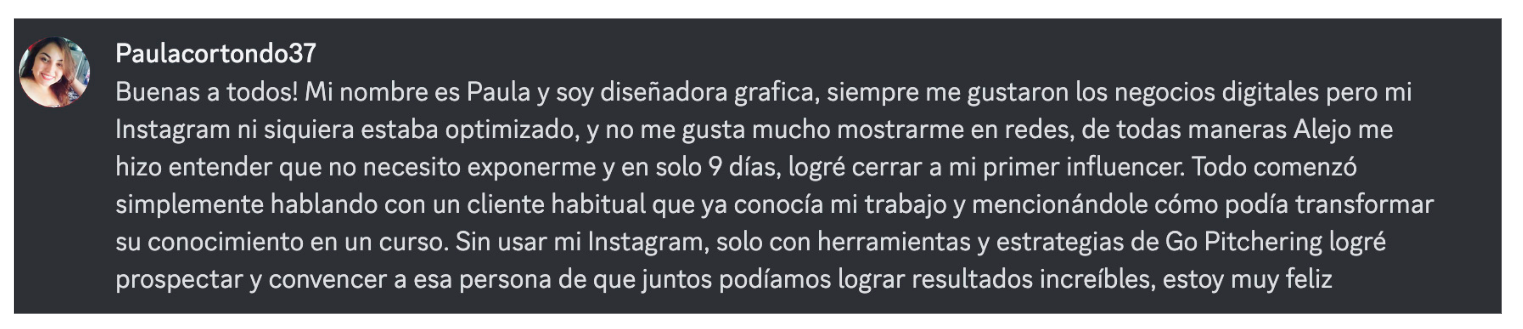 Paulacortondo37
Buenas a todos! Mi nombre es Paula y soy diseñadora grafica, siempre me gustaron los negocios digitales pero mi
Instagram ni siquiera estaba optimizado, y no me gusta mucho mostrarme en redes, de todas maneras Alejo me
hizo entender que no necesito exponerme y en solo 9 días, logré cerrar a mi primer influencer. Todo comenzó
simplemente hablando con un cliente habitual que ya conocía mi trabajo y mencionándole cómo podía transformar
su conocimiento en un curso. Sin usar mi Instagram, solo con herramientas y estrategias de Go Pitchering logré
prospectar y convencer a esa persona de que juntos podíamos lograr resultados increíbles, estoy muy feliz